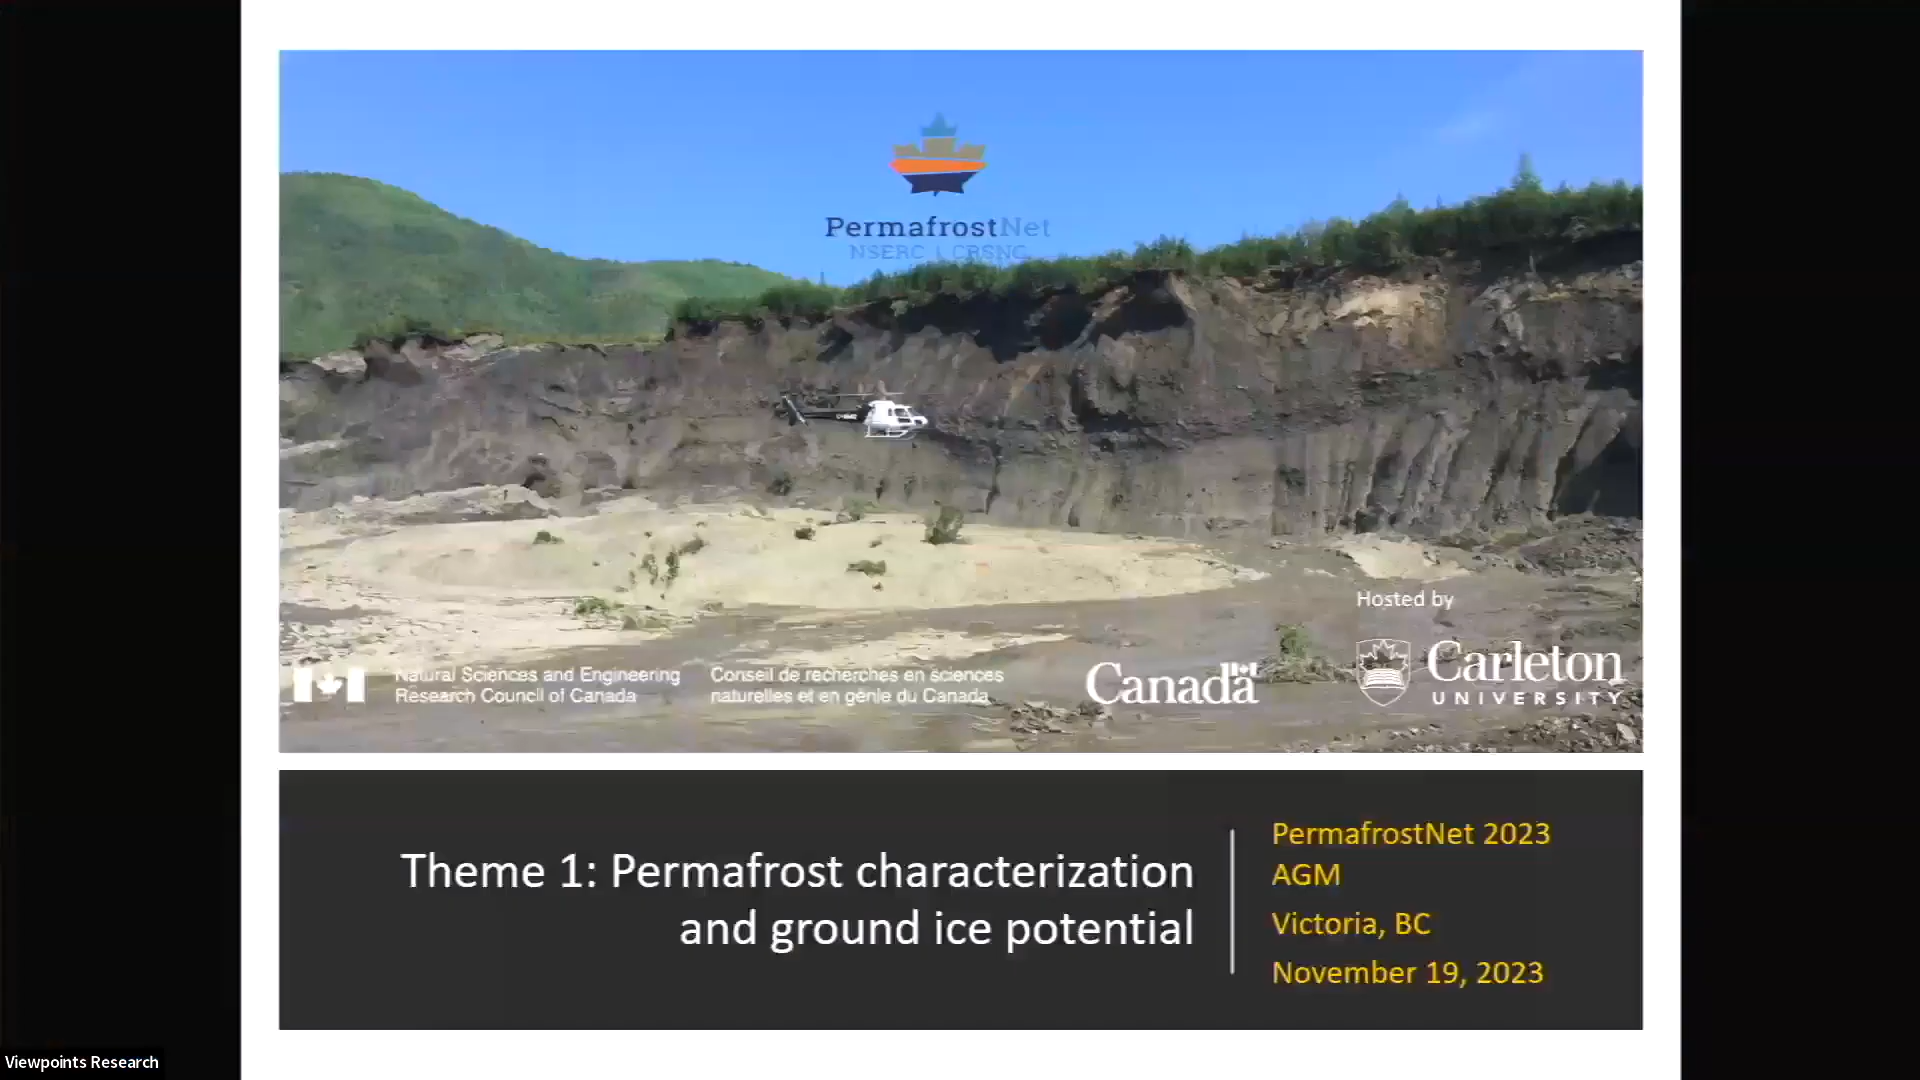 PermafrostNet
NSERC | CRSNG
Hosted by
Natural Sciences and Engineering
Research Council of Canada
Conseil de recherches en sciences
naturelles et en génie du Canada
Canada
Carleton
UNIVERSITY
Theme 1: Permafrost characterization
and ground ice potential
PermafrostNet 2023
AGM
Victoria, BC
November 19, 2023
Viewpoints Research